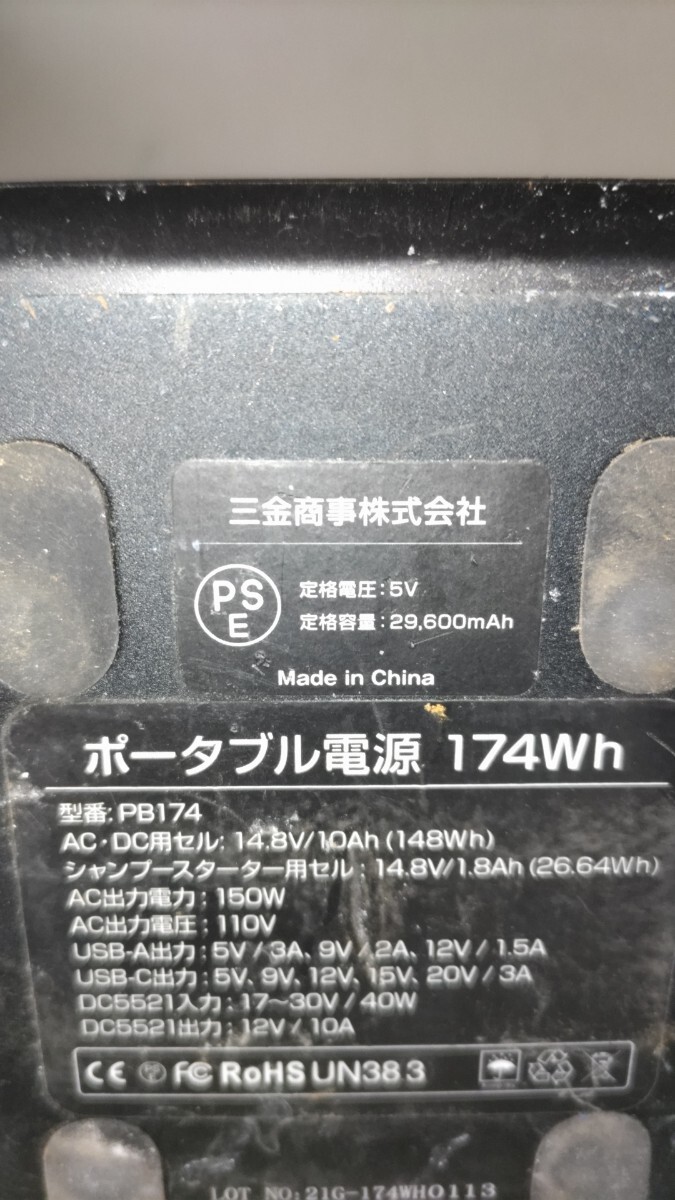 三金商事株式会社
PSE
定格電圧：5V
定格容量：29,600mAh
Made in China
ポータブル電源 174Wh
型番: PB174
AC・DC用セル: 14.8V/10Ah (148Wh)
シャンプースターター用セル : 14.8V/1.8Ah (26.64Wh)
AC出力電力 : 150W
AC出力電圧 : 110V
USB-A出力 : 5V / 3A、9V / 2A、12V / 1.5A
USB-C出力 : 5V、9V、12V、15V、20V / 3A
DC5521入力 : 17～30V / 40W
DC5521出力 : 12V / 10A
CE PSE FC RoHS UN38.3
LOT NO:21G-174WH0113